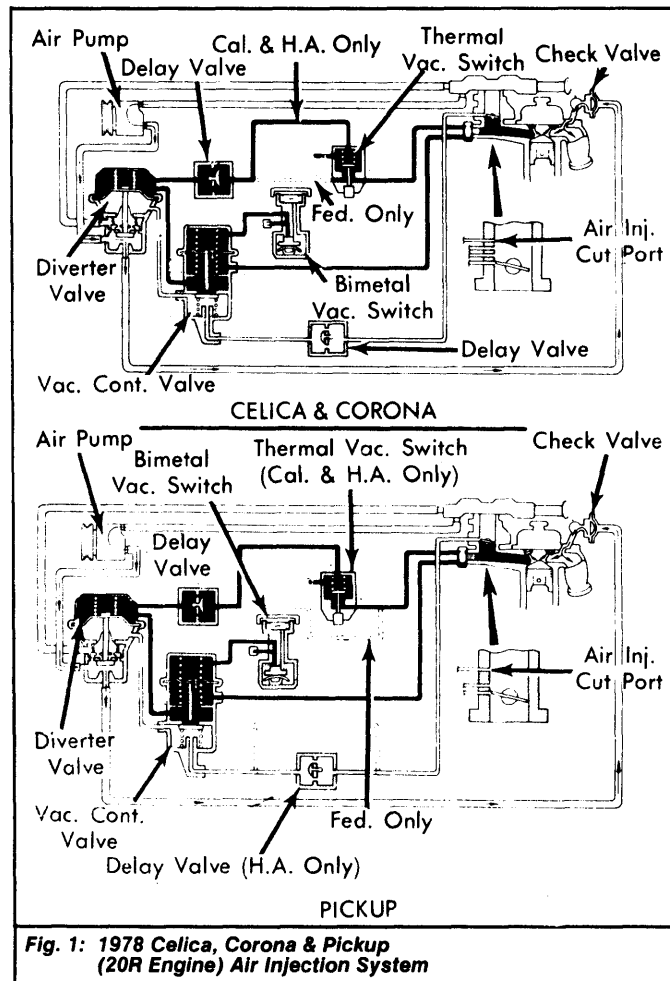 Air Pump
Cal. & H.A. Only
Delay Valve
Thermal
Vac. Switch
Check Valve
Fed. Only
Air Inj.
Cut Port
Diverter
Valve
Bimetal
Vac. Switch
Delay Valve
Vac. Cont. Valve
CELICA & CORONA
Air Pump
Bimetal
Vac. Switch
Thermal Vac. Switch
(Cal. & H.A. Only)
Check Valve
Delay
Valve
Air Inj.
Cut Port
Diverter
Valve
Vac. Cont.
Valve
Fed. Only
Delay Valve (H.A. Only)
PICKUP
Fig. 1: 1978 Celica, Corona & Pickup
(20R Engine) Air Injection System